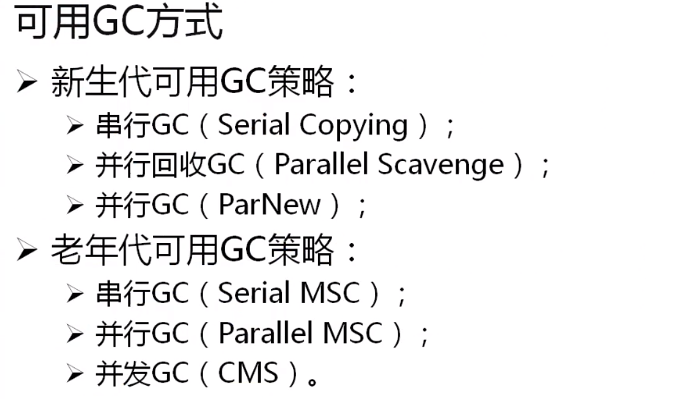 可用GC方式
➢ 新生代可用GC策略：
➢ 串行GC（Serial Copying）；
➢ 并行回收GC（Parallel Scavenge）；
➢ 并行GC（ParNew）；
➢ 老年代可用GC策略：
➢ 串行GC（Serial MSC）；
➢ 并行GC（Parallel MSC）；
➢ 并发GC（CMS）。